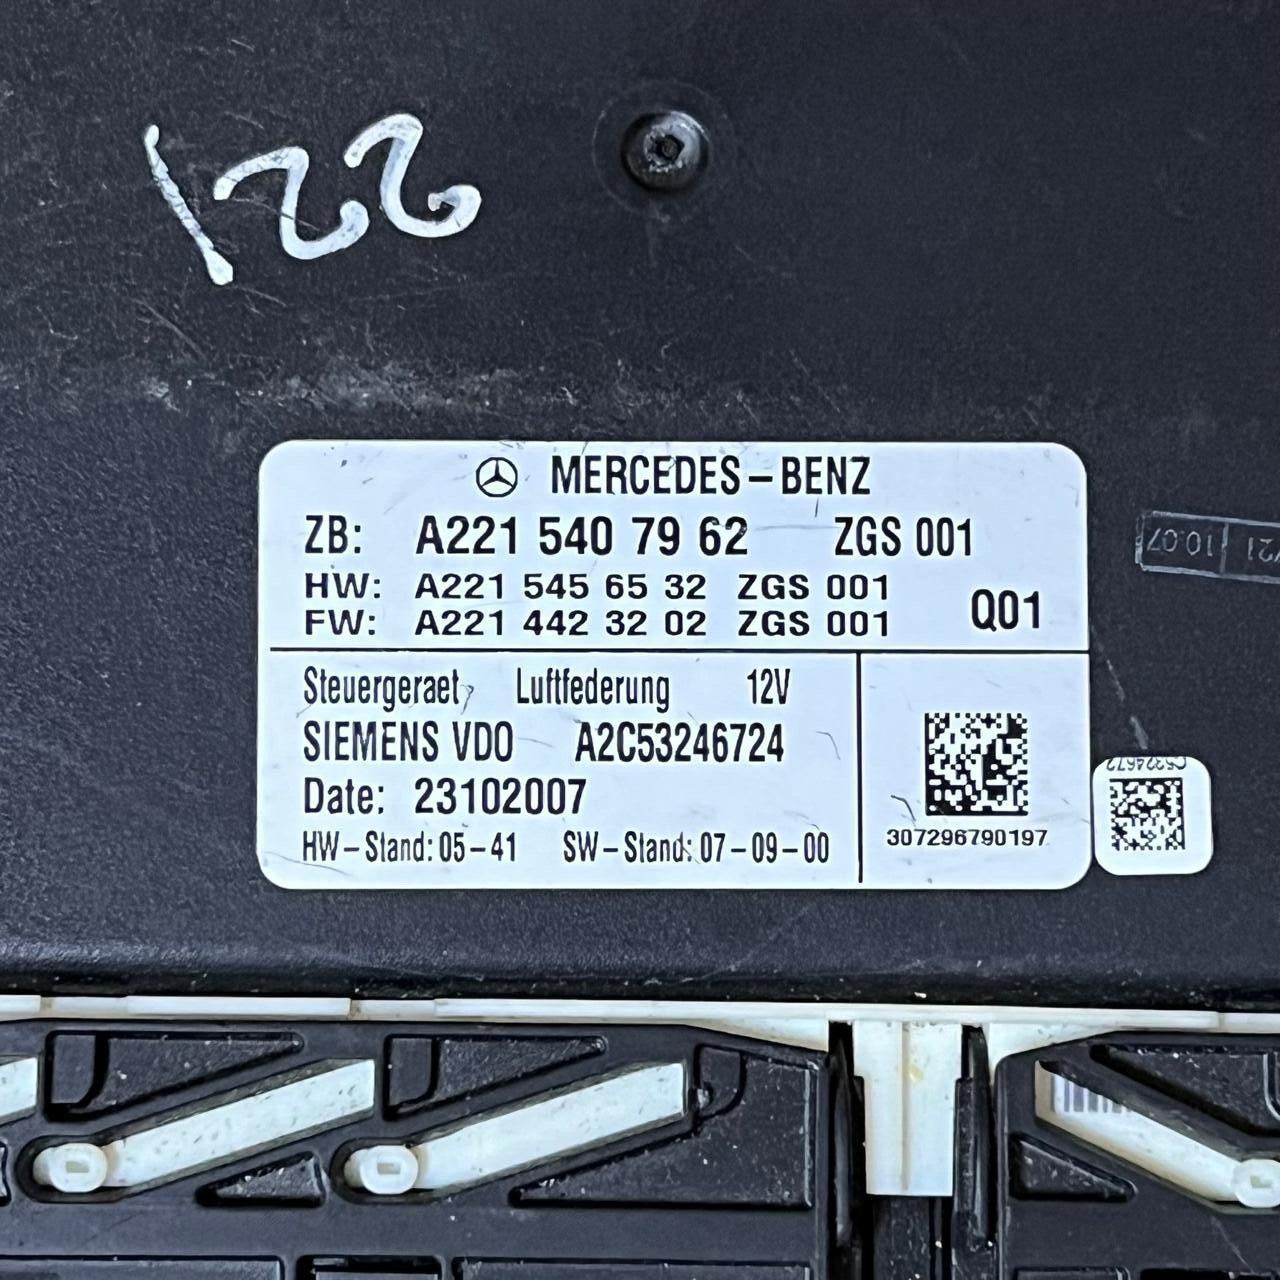 122
MERCEDES-BENZ
ZB: A221 540 79 62 ZGS 001
HW: A221 545 65 32 ZGS 001
FW: A221 442 32 02 ZGS 001 Q01
Steuergeraet Luftfederung 12V
SIEMENS VDO A2C53246724
Date: 23102007
HW-Stand: 05-41 SW-Stand: 07-09-00
307296790197
10.07